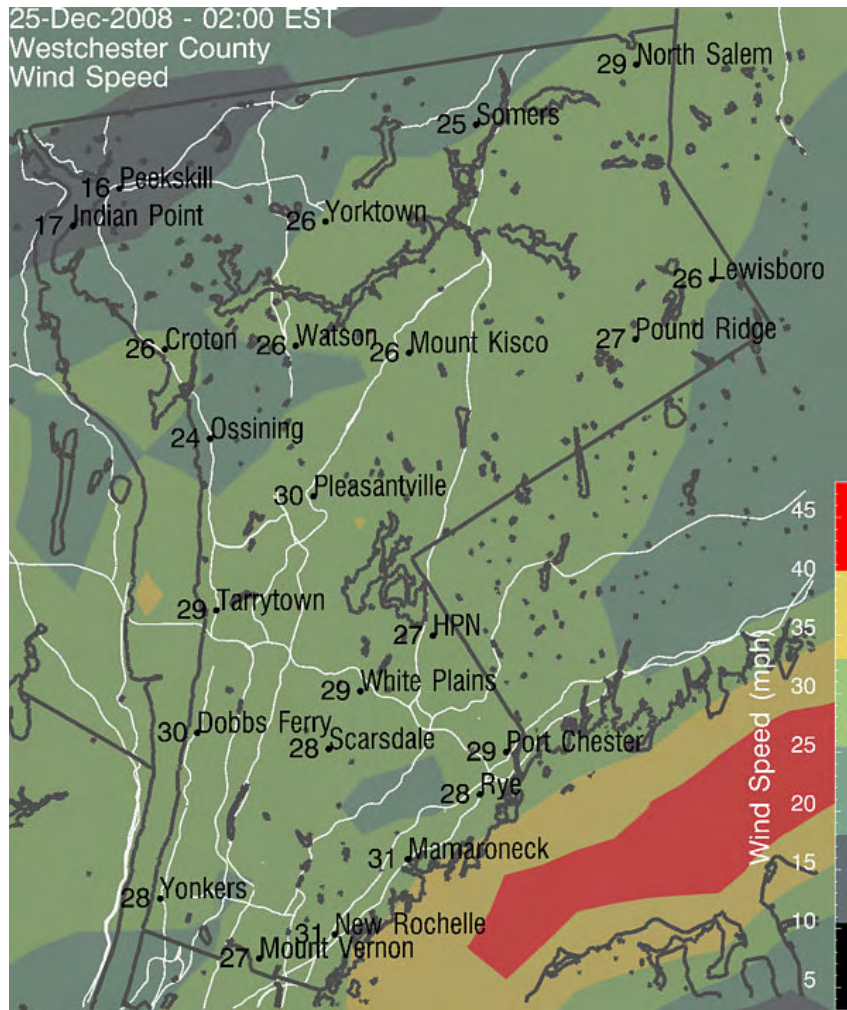 25-Dec-2008 - 02:00 EST
Westchester County
Wind Speed
29 North Salem
25 Somers
16 Peekskill
17 Indian Point
26 Yorktown
26 Lewisboro
26 Croton
26 Watson
26 Mount Kisco
27 Pound Ridge
24 Ossining
30 Pleasantville
29 Tarrytown
27 HPN
29 White Plains
30 Dobbs Ferry
28 Scarsdale
29 Port Chester
28 Rye
31 Mamaroneck
28 Yonkers
31 New Rochelle
27 Mount Vernon
Wind Speed (mph)
45
40
35
30
25
20
15
10
5